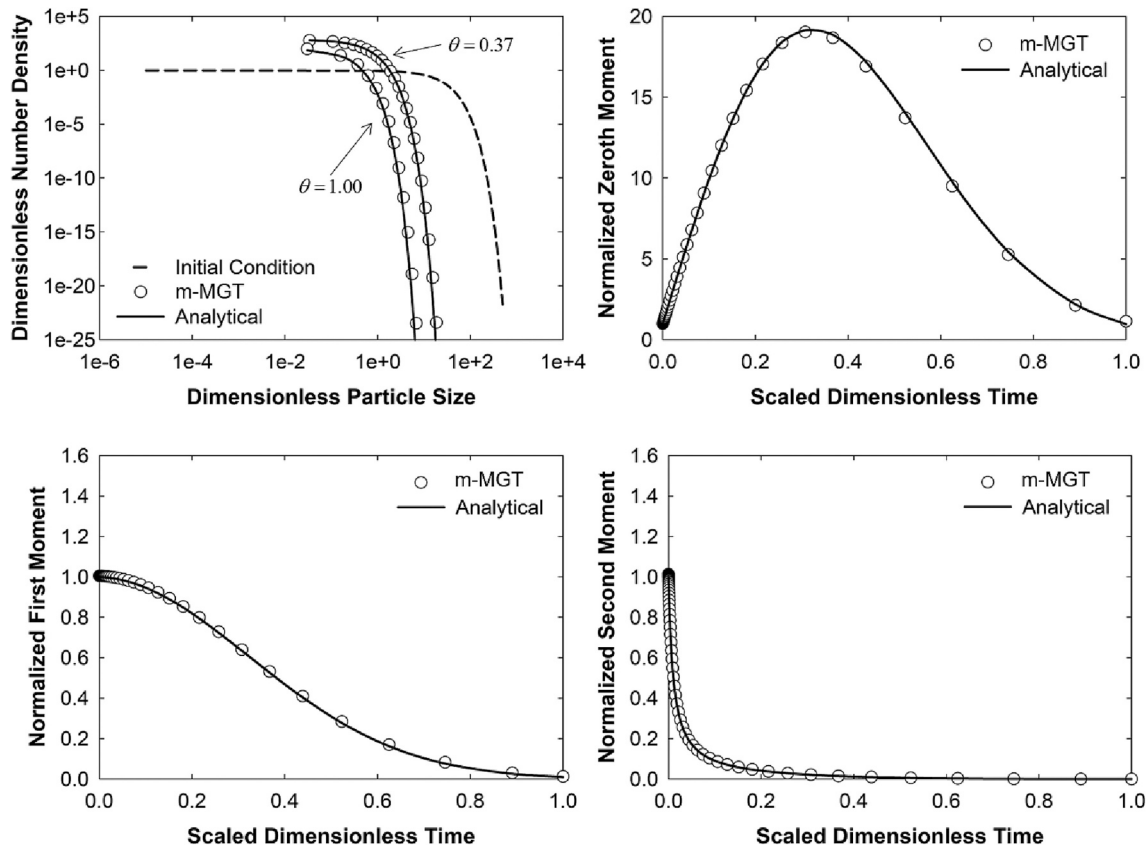 Dimensionless Number Density
1e+5
1e+0
1e-5
1e-10
1e-15
1e-20
1e-25
θ = 0.37
θ = 1.00
Initial Condition
m-MGT
Analytical
1e-6 1e-4 1e-2 1e+0 1e+2 1e+4
Dimensionless Particle Size
Normalized Zeroth Moment
20
15
10
5
0
m-MGT
Analytical
0.0 0.2 0.4 0.6 0.8 1.0
Scaled Dimensionless Time
Normalized First Moment
1.6
1.4
1.2
1.0
0.8
0.6
0.4
0.2
0.0
m-MGT
Analytical
0.0 0.2 0.4 0.6 0.8 1.0
Scaled Dimensionless Time
Normalized Second Moment
1.6
1.4
1.2
1.0
0.8
0.6
0.4
0.2
0.0
m-MGT
Analytical
0.0 0.2 0.4 0.6 0.8 1.0
Scaled Dimensionless Time